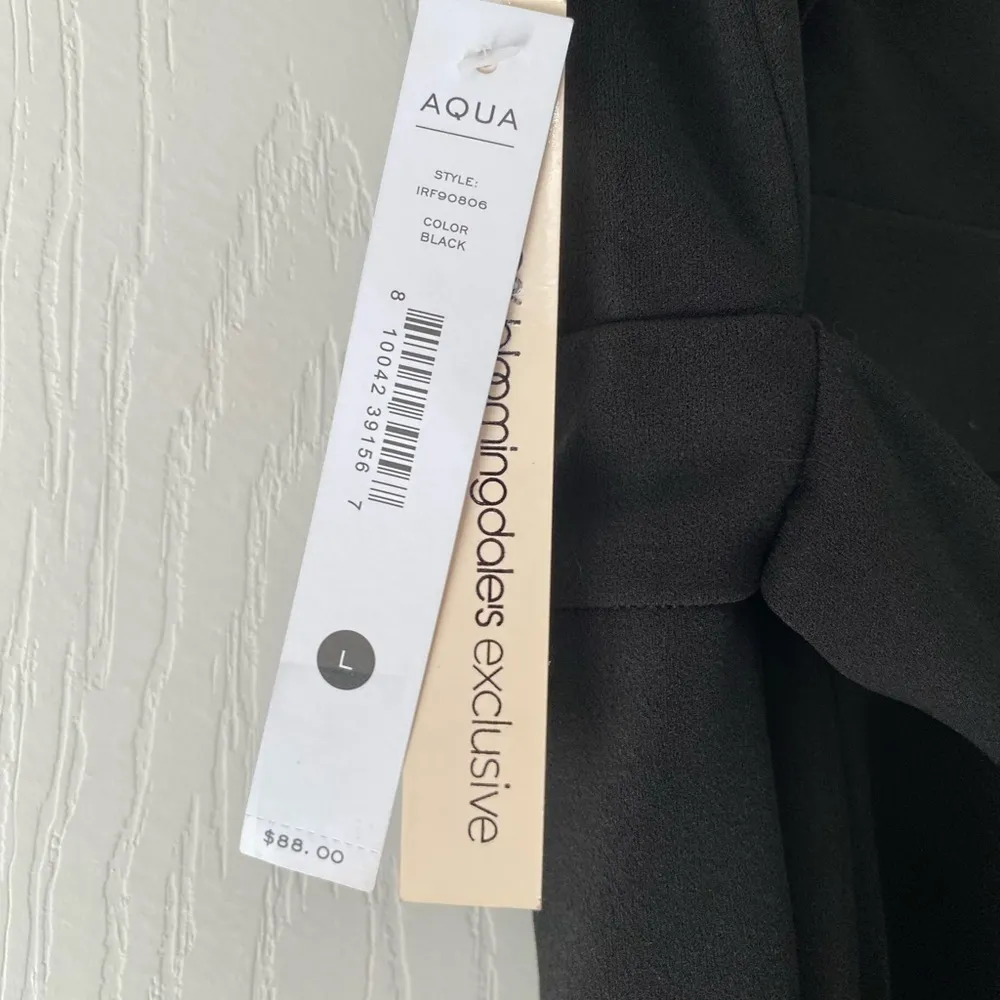 AQUA
STYLE:
IRF90806
COLOR
BLACK
8 10042 39156 7
L
$88.00
bloomingdale's exclusive